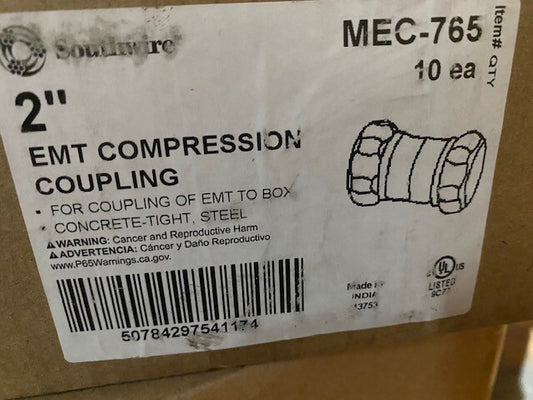 Southwire
MEC-765
Item#
10 ea
QTY
2"
EMT COMPRESSION
COUPLING
• FOR COUPLING OF EMT TO BOX
• CONCRETE-TIGHT, STEEL
⚠WARNING: Cancer and Reproductive Harm
⚠ADVERTENCIA: Cáncer y Daño Reproductivo
www.P65Warnings.ca.gov.
50784297541174
Made
INDIA
UL US
LISTED